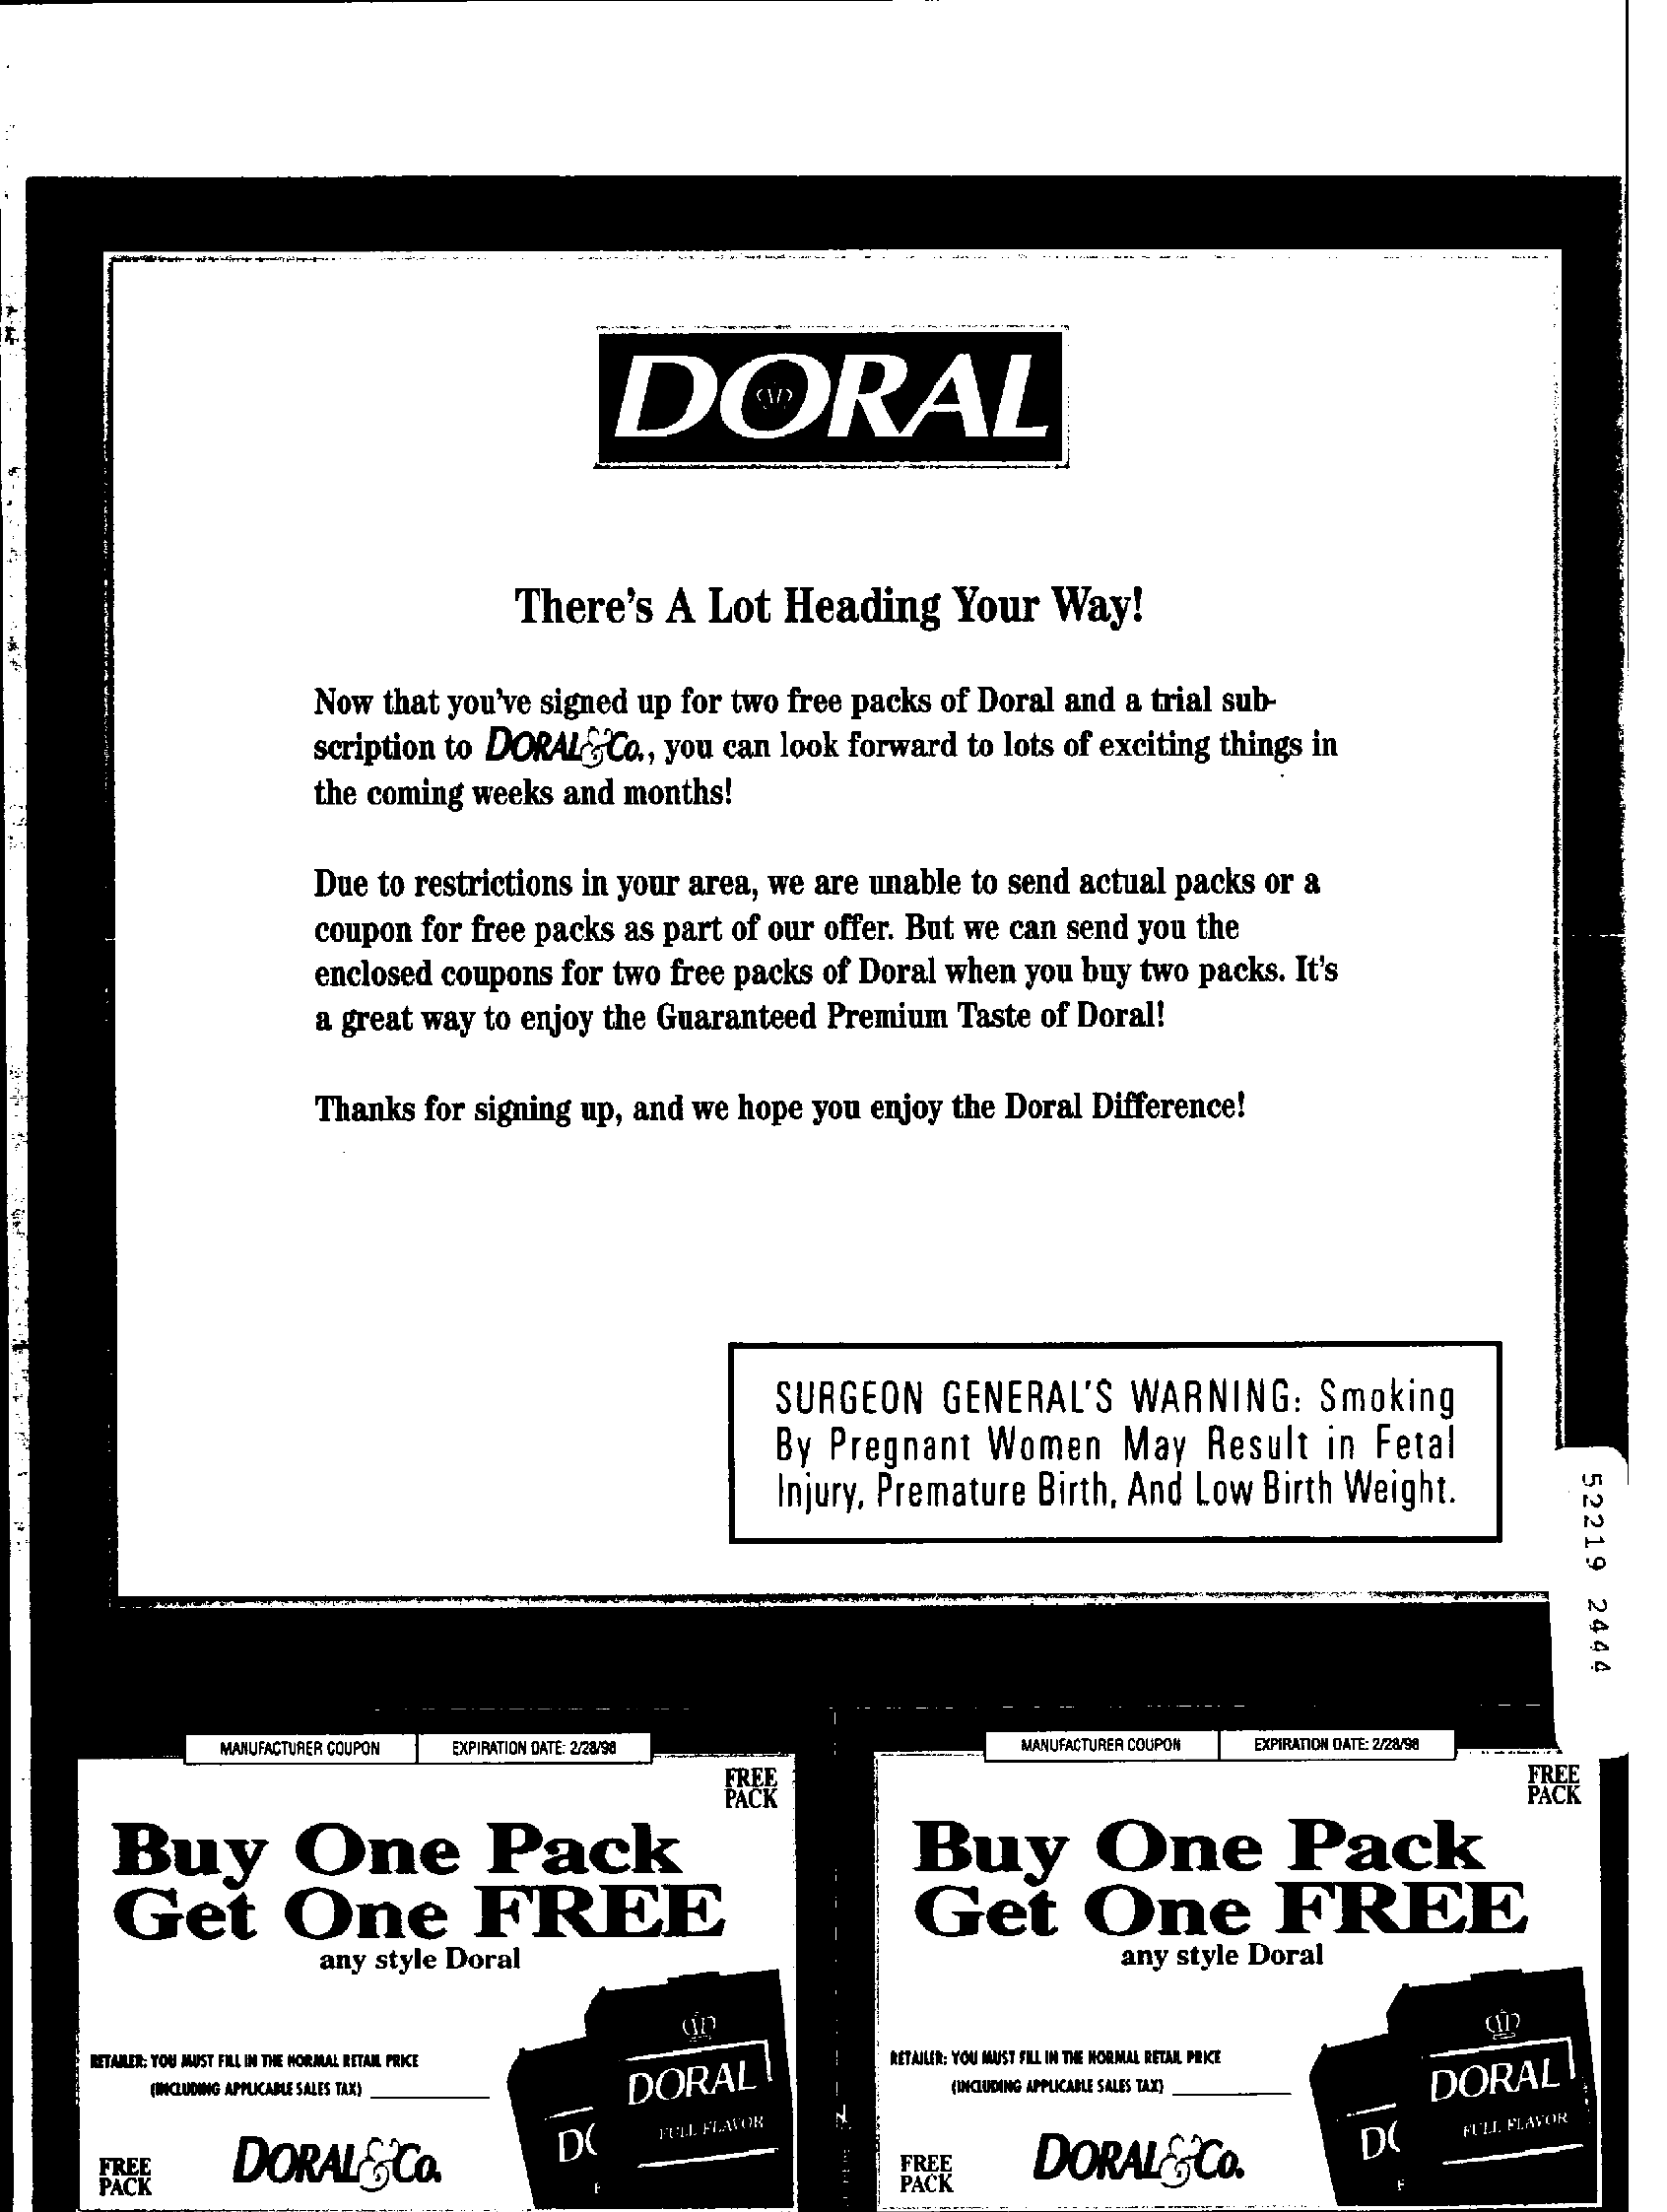 DORAL
There's A Lot Heading Your Way!
Now that you've signed up for two free packs of Doral and a trial sub-
scription to DORAL&Co., you can look forward to lots of exciting things in
the coming weeks and months!
Due to restrictions in your area, we are unable to send actual packs or a
coupon for free packs as part of our offer. But we can send you the
enclosed coupons for two free packs of Doral when you buy two packs. It's
a great way to enjoy the Guaranteed Premium Taste of Doral!
Thanks for signing up, and we hope you enjoy the Doral Difference!
SURGEON GENERAL'S WARNING: Smoking
By Pregnant Women May Result in Fetal
Injury, Premature Birth, And Low Birth Weight.
52219 2444
MANUFACTURER COUPON
EXPIRATION DATE: 2/28/98
FREE
PACK
Buy One Pack
Get One FREE
any style Doral
RETAILER: YOU MUST FILL IN THE NORMAL RETAIL PRICE
(INCLUDING APPLICABLE SALES TAX)
DORAL
FULL FLAVOR
DO
F
FREE
PACK
DORAL&Co.
MANUFACTURER COUPON
EXPIRATION DATE: 2/28/98
FREE
PACK
Buy One Pack
Get One FREE
any style Doral
RETAILER: YOU MUST FILL IN THE NORMAL RETAIL PRICE
(INCLUDING APPLICABLE SALES TAX)
DORAL
FULL FLAVOR
DO
F
FREE
PACK
DORAL&Co.